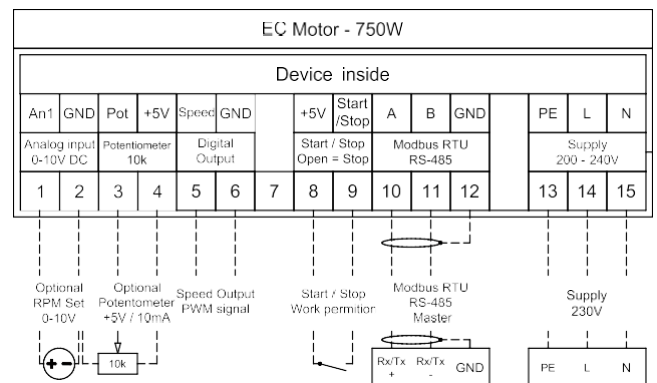 EC Motor - 750W
Device inside
An1 GND Pot +5V Speed GND +5V Start /Stop A B GND PE L N
Analog input 0-10V DC
Potentiometer 10k
Digital Output
Start / Stop Open = Stop
Modbus RTU RS-485
Supply 200 - 240V
1 2 3 4 5 6 7 8 9 10 11 12 13 14 15
Optional RPM Set 0-10V
Optional Potentometer +5V / 10mA
Speed Output PWM signal
Start / Stop Work permition
Modbus RTU RS-485 Master
Supply 230V
+ -
10k
Rx/Tx +
Rx/Tx -
GND
PE L N